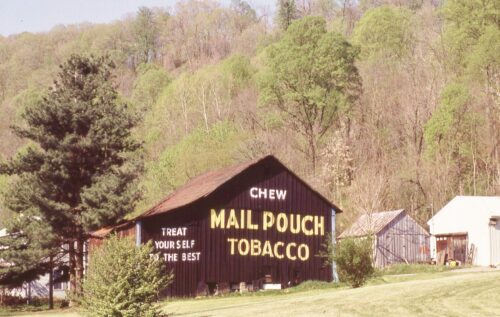 CHEW
MAIL POUCH
TOBACCO
TREAT
YOURSELF
TO THE BEST